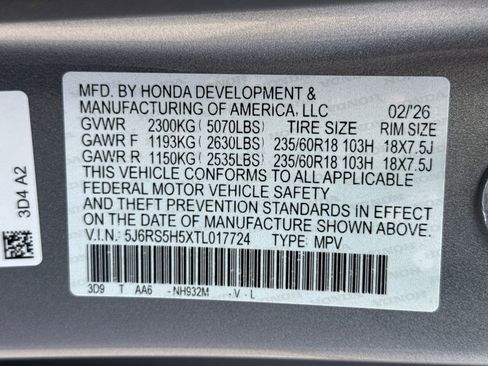 MFD. BY HONDA DEVELOPMENT &
MANUFACTURING OF AMERICA, LLC 02/'26
GVWR 2300KG (5070LBS) TIRE SIZE RIM SIZE
GAWR F 1193KG (2630LBS) 235/60R18 103H 18X7.5J
GAWR R 1150KG (2535LBS) 235/60R18 103H 18X7.5J
THIS VEHICLE CONFORMS TO ALL APPLICABLE
FEDERAL MOTOR VEHICLE SAFETY
AND THEFT PREVENTION STANDARDS IN EFFECT
ON THE DATE OF MANUFACTURE SHOWN ABOVE.
V.I.N.: 5J6RS5H5XTL017724 TYPE: MPV
3D9 T AA6 -NH932M -V-L
3D4 A2